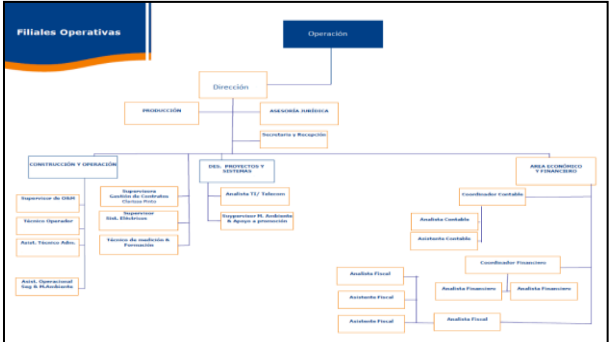 Filiales Operativas
Operación
Dirección
PRODUCCIÓN
ASESORÍA JURÍDICA
Secretaria y Recepción
CONSTRUCCIÓN Y OPERACIÓN
DES. PROYECTOS Y
SISTEMAS
AREA ECONÓMICO
Y FINANCIERO
Supervisor de O&M
Técnico Operador
Asist. Técnico Adm.
Asist. Operacional
Seg & M.Ambiente
Supervisora
Gestión de Contratos
Clarissa Pinto
Supervisor
Sist. Eléctricos
Técnico de medición &
Formación
Analista TI/ Telecom
Suypervisor M. Ambiente
& Apoyo a promoción
Coordinador Contable
Analista Contable
Asistente Contable
Coordinador Financiero
Analista Financiero
Analista Financiero
Analista Fiscal
Asistente Fiscal
Asistente Fiscal
Analista Fiscal